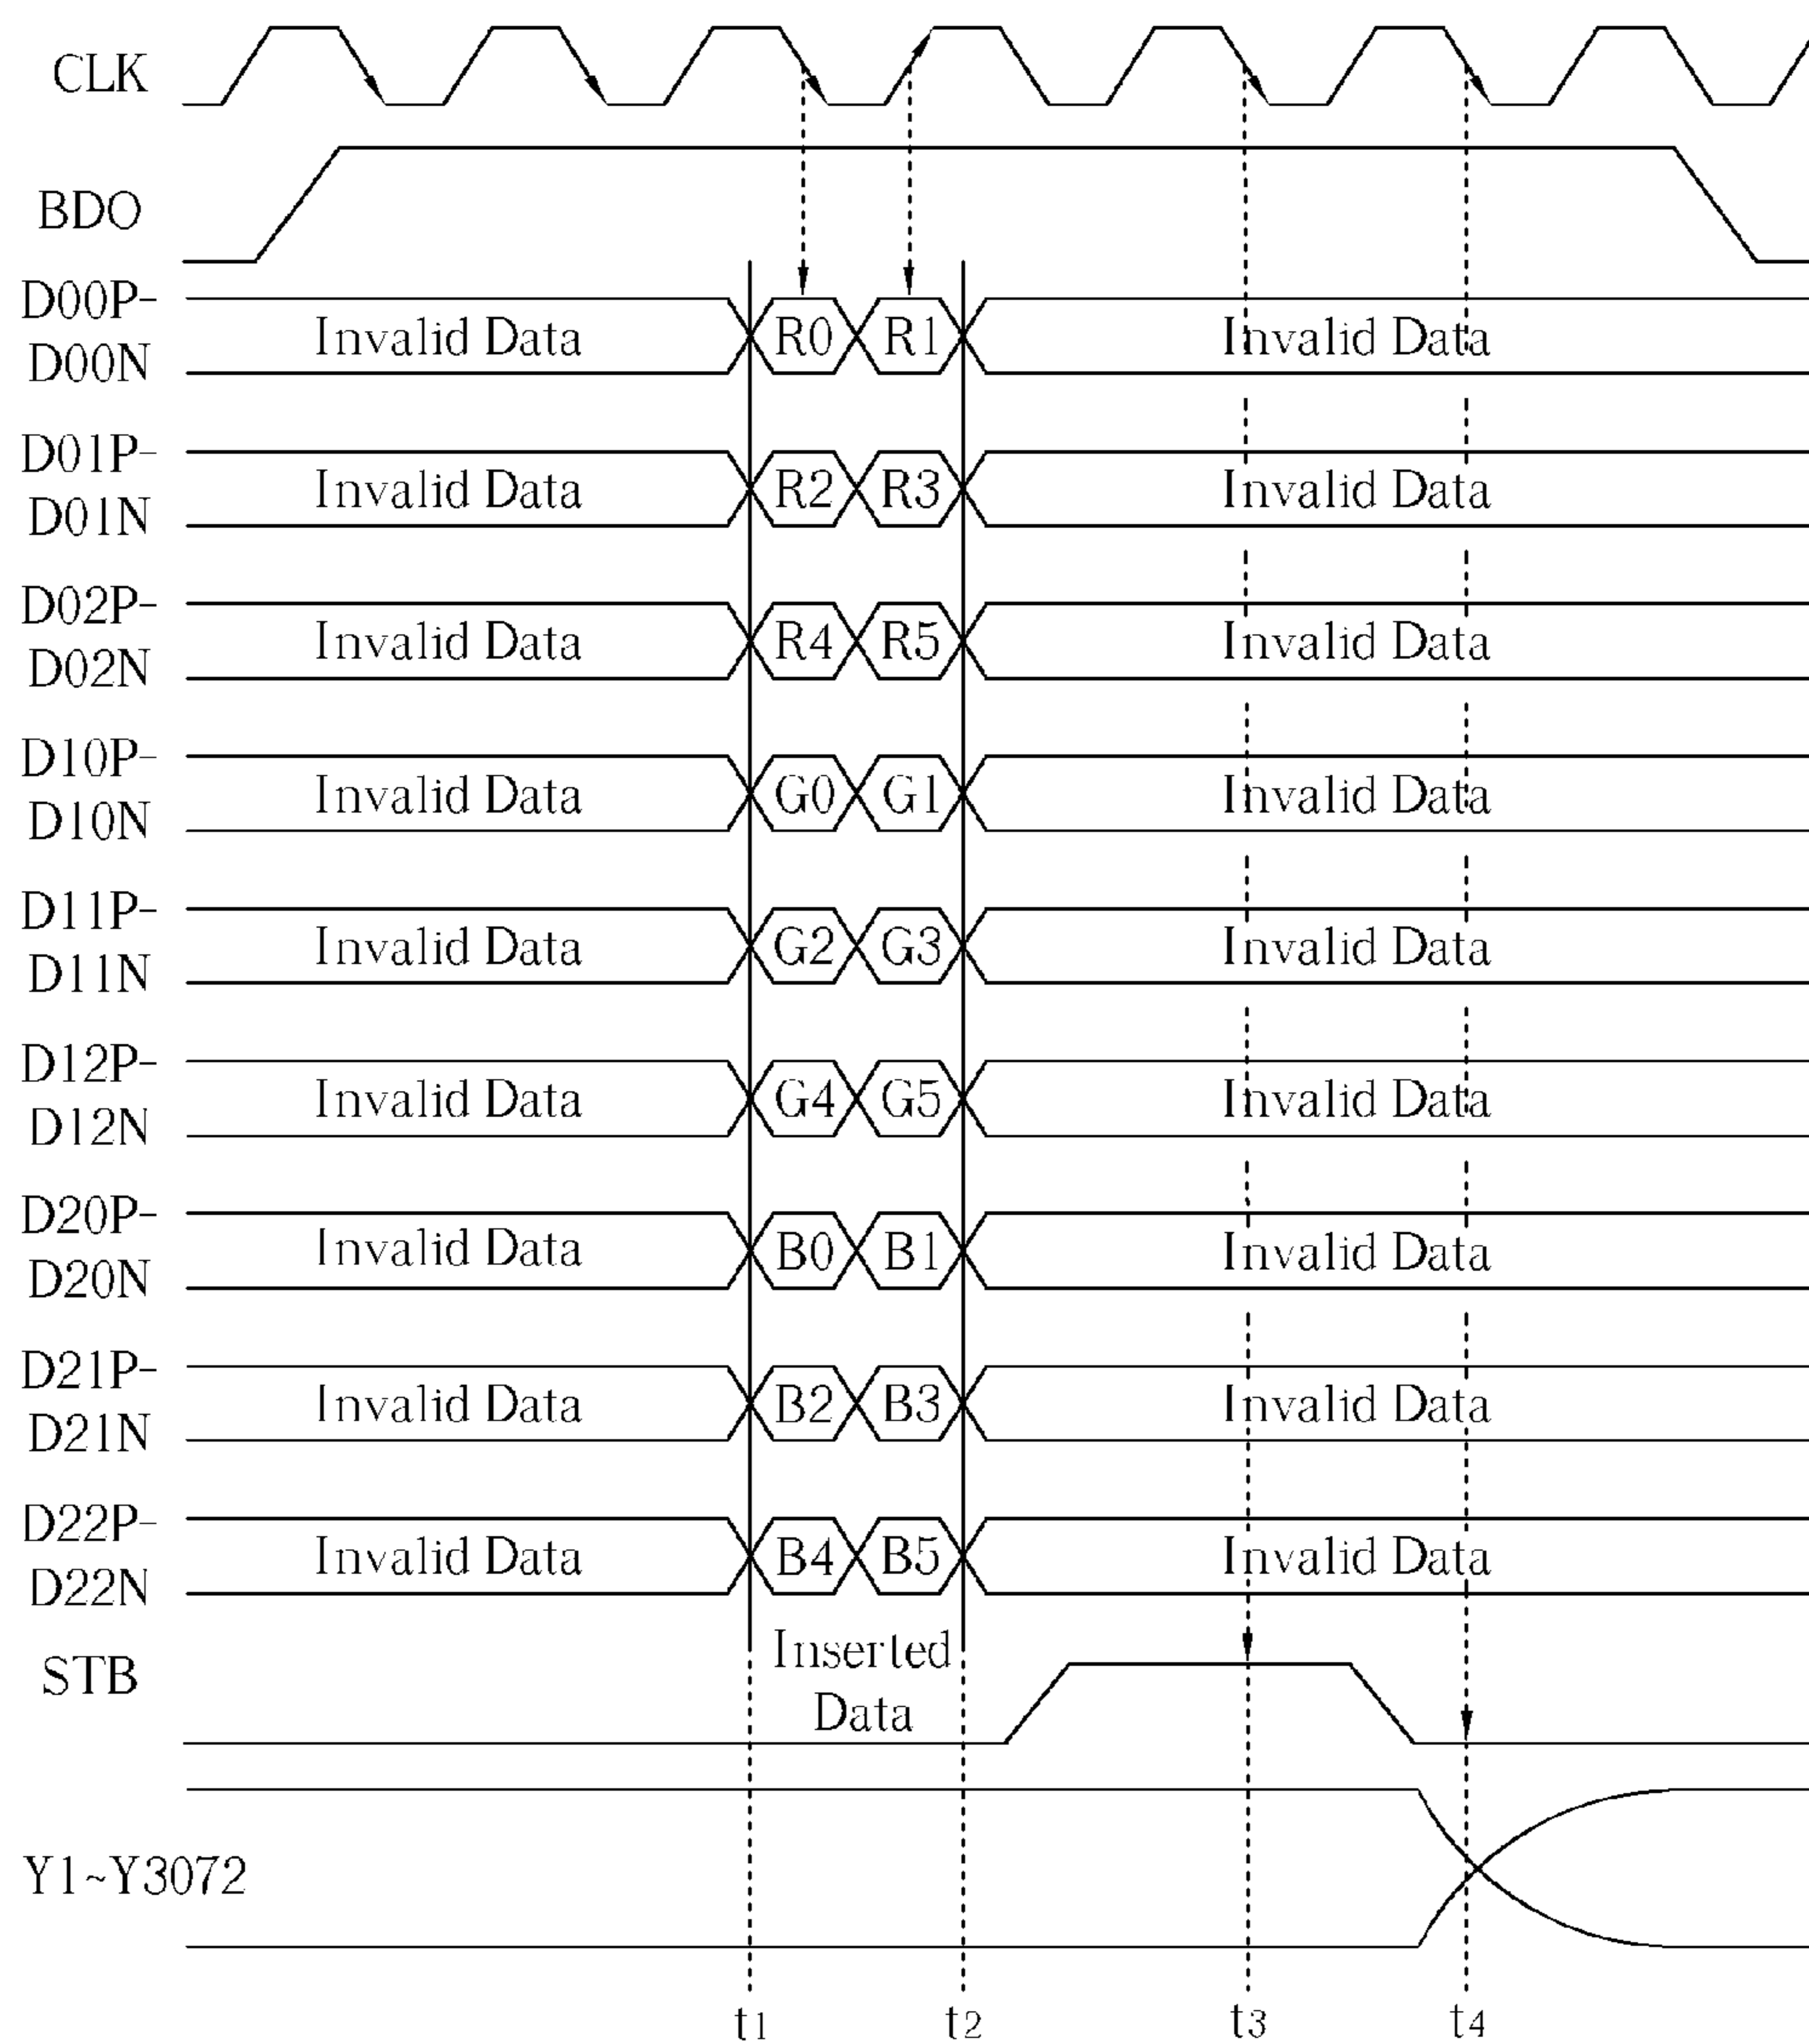 CLK
BDO
D00P-
D00N
Invalid Data R0 R1 Invalid Data
D01P-
D01N
Invalid Data R2 R3 Invalid Data
D02P-
D02N
Invalid Data R4 R5 Invalid Data
D10P-
D10N
Invalid Data G0 G1 Invalid Data
D11P-
D11N
Invalid Data G2 G3 Invalid Data
D12P-
D12N
Invalid Data G4 G5 Invalid Data
D20P-
D20N
Invalid Data B0 B1 Invalid Data
D21P-
D21N
Invalid Data B2 B3 Invalid Data
D22P-
D22N
Invalid Data B4 B5 Invalid Data
STB
Inserted
Data
Y1~Y3072
t1 t2 t3 t4